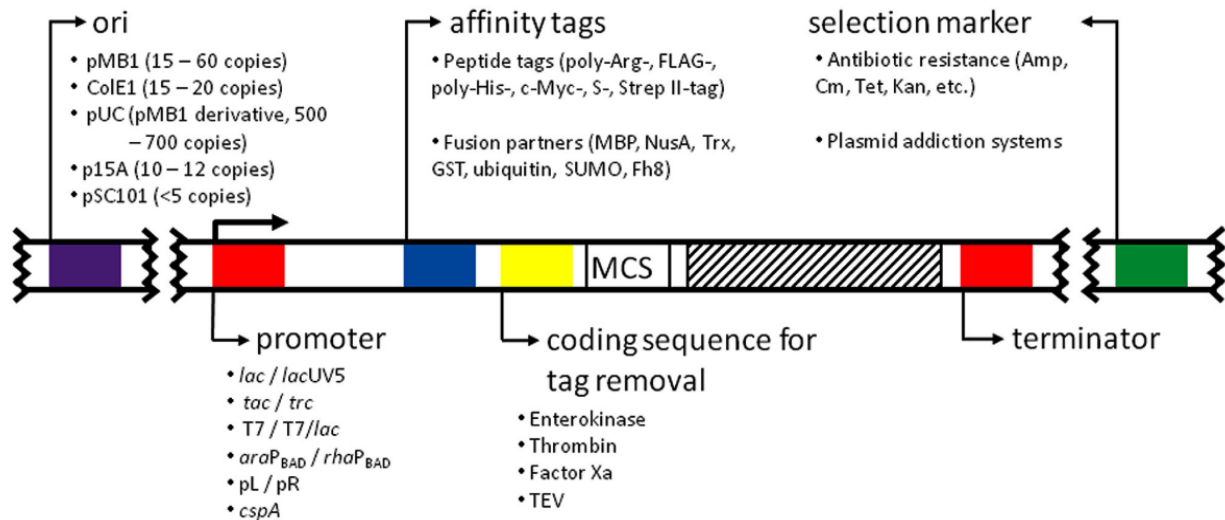 ori
• pMB1 (15 – 60 copies)
• ColE1 (15 – 20 copies)
• pUC (pMB1 derivative, 500
– 700 copies)
• p15A (10 – 12 copies)
• pSC101 (<5 copies)
affinity tags
• Peptide tags (poly-Arg-, FLAG-,
poly-His-, c-Myc-, S-, Strep II-tag)
• Fusion partners (MBP, NusA, Trx,
GST, ubiquitin, SUMO, Fh8)
selection marker
• Antibiotic resistance (Amp,
Cm, Tet, Kan, etc.)
• Plasmid addiction systems
MCS
promoter
• lac / lacUV5
• tac / trc
• T7 / T7/lac
• araPBAD / rhaPBAD
• pL / pR
• cspA
coding sequence for
tag removal
• Enterokinase
• Thrombin
• Factor Xa
• TEV
terminator